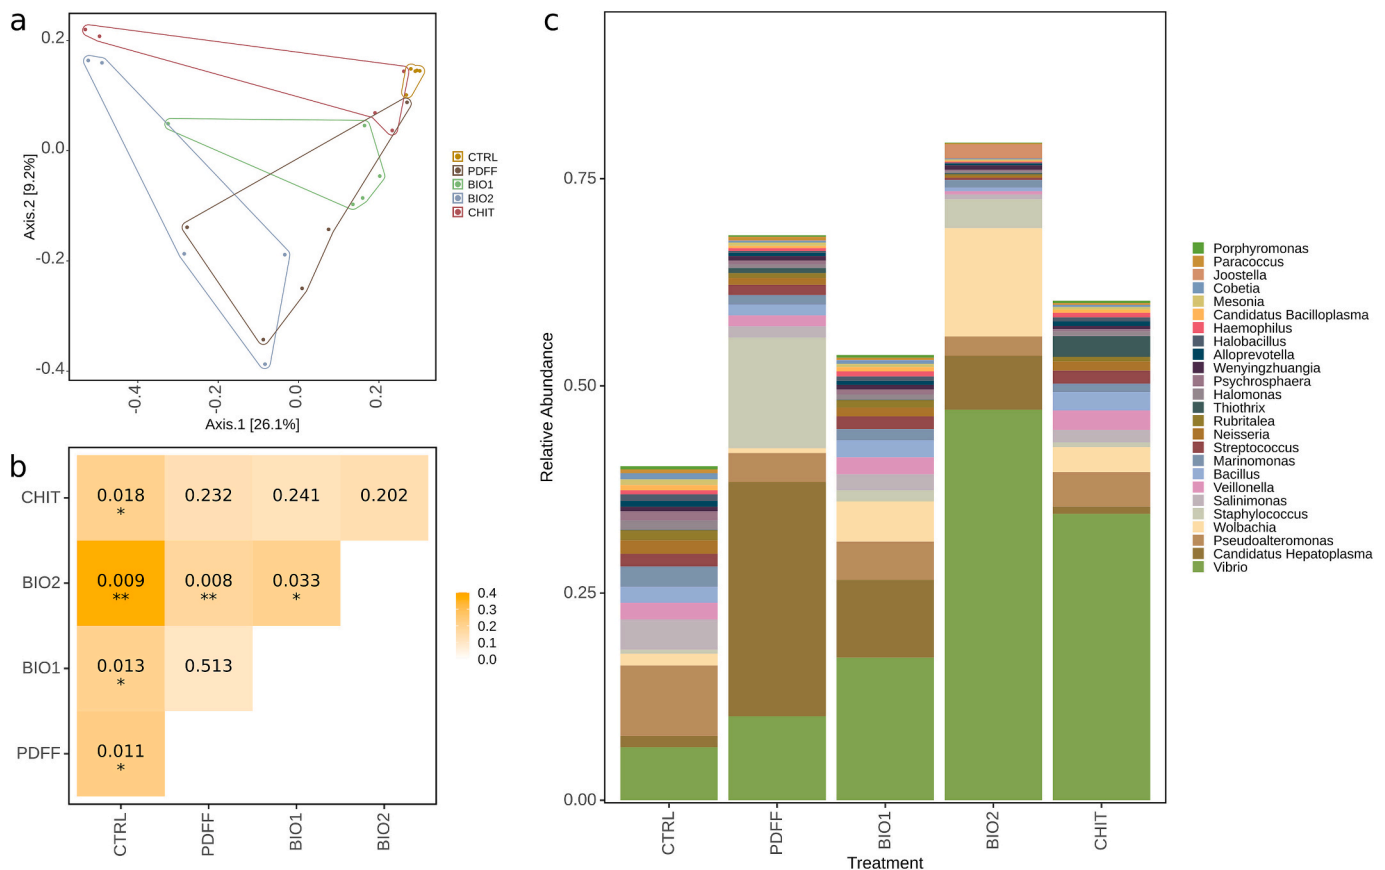 a
0.2
0.0
-0.2
-0.4
Axis.2 [9.2%]
-0.4
-0.2
0.0
0.2
Axis.1 [26.1%]
CTRL
PDFF
BIO1
BIO2
CHIT
b
CHIT
0.018
*
0.232
0.241
0.202
BIO2
0.009
**
0.008
**
0.033
*
BIO1
0.013
*
0.513
PDFF
0.011
*
CTRL
PDFF
BIO1
BIO2
0.4
0.3
0.2
0.1
0.0
c
0.75
0.50
0.25
0.00
Relative Abundance
CTRL
PDFF
BIO1
BIO2
CHIT
Treatment
Porphyromonas
Paracoccus
Joostella
Cobetia
Mesonia
Candidatus Bacilloplasma
Haemophilus
Halobacillus
Alloprevotella
Wenyingzhuangia
Psychrosphaera
Halomonas
Thiothrix
Rubritalea
Neisseria
Streptococcus
Marinomonas
Bacillus
Veillonella
Salinimonas
Staphylococcus
Wolbachia
Pseudoalteromonas
Candidatus Hepatoplasma
Vibrio